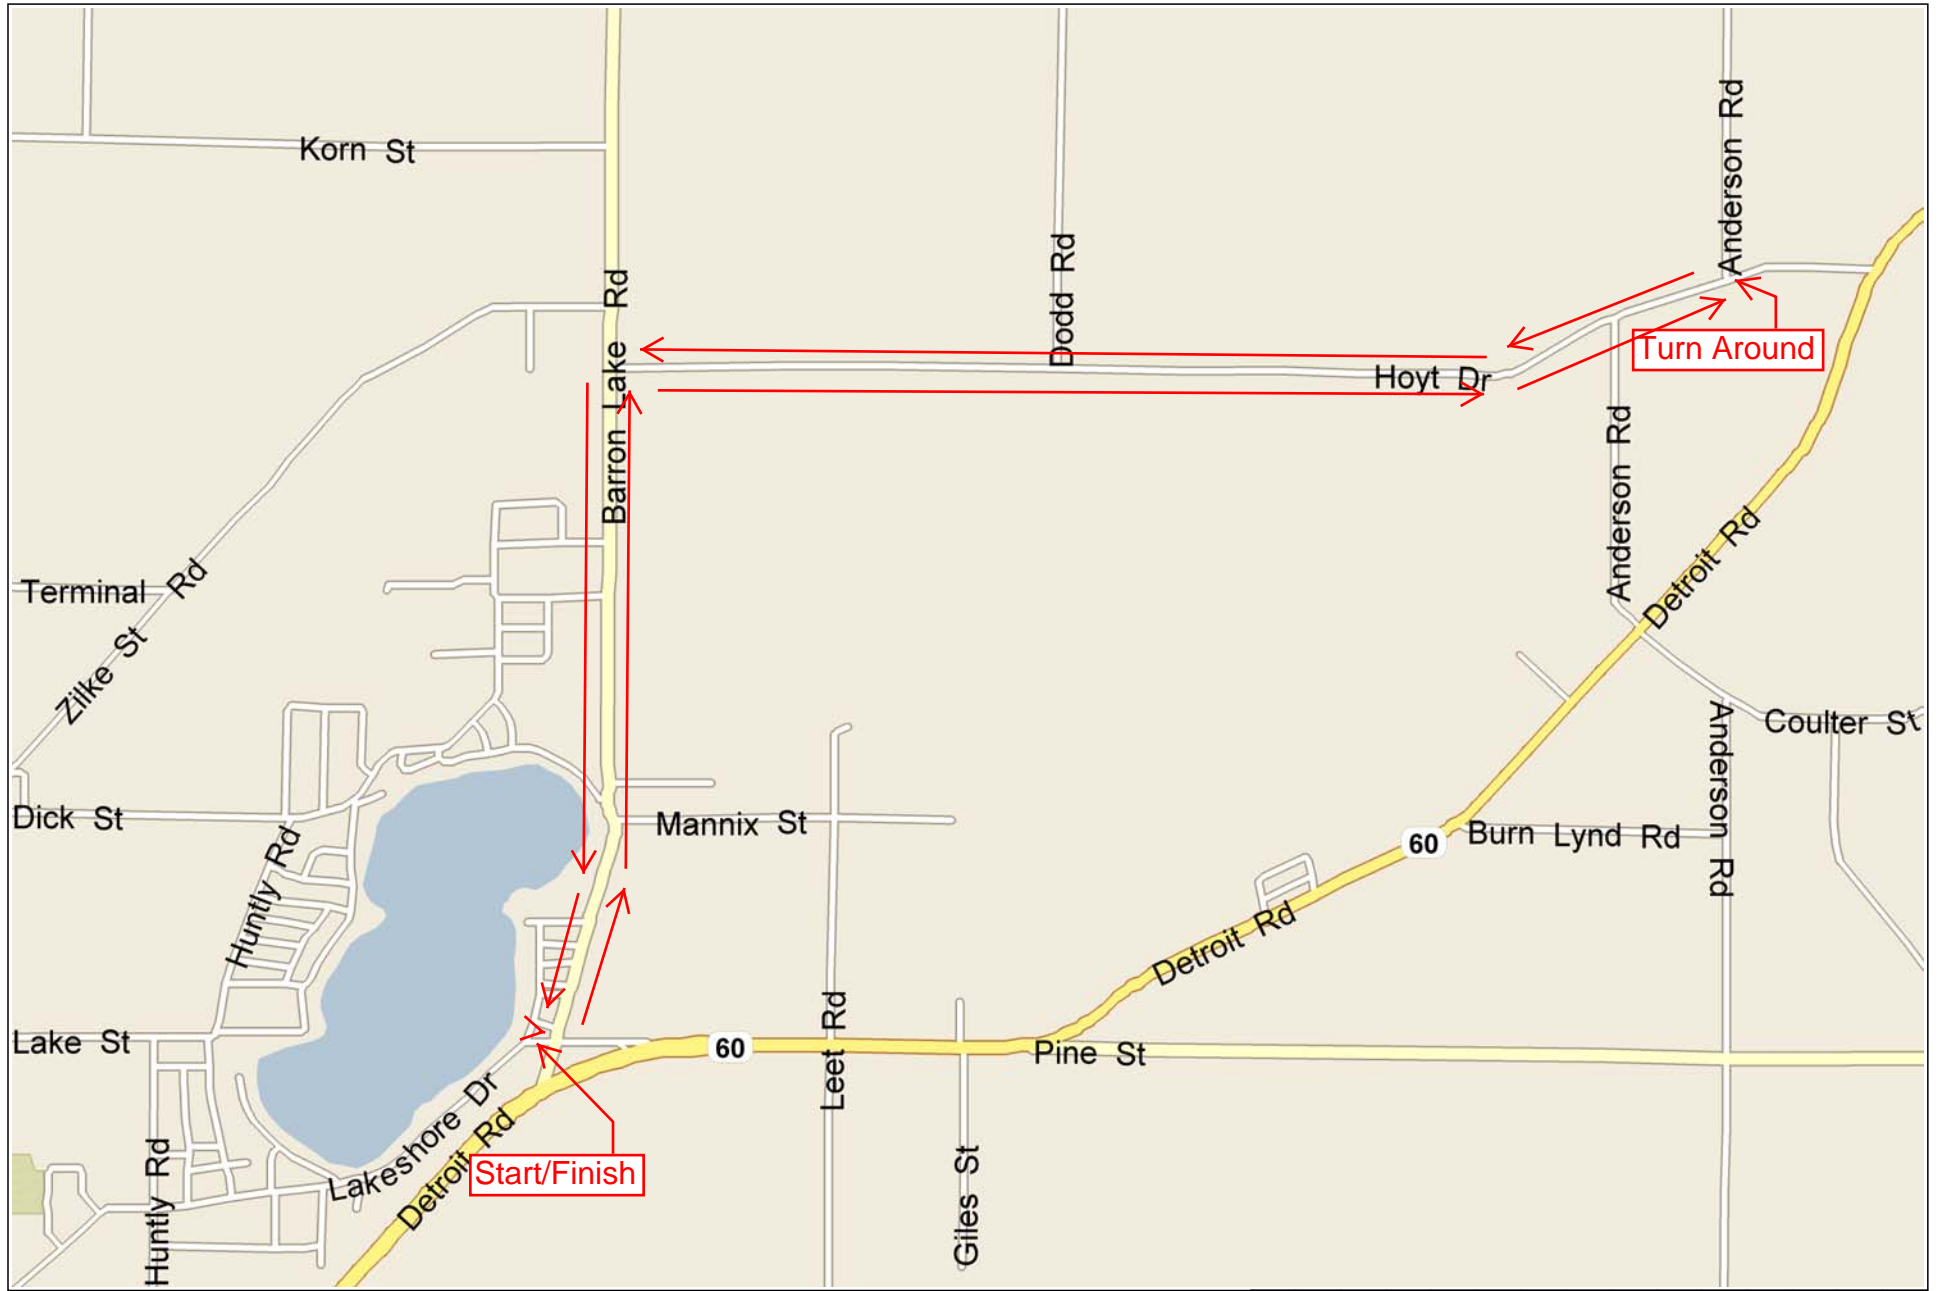 Korn St
Anderson Rd
Dodd Rd
Barron Lake Rd
Turn Around
Hoyt Dr
Anderson Rd
Detroit Rd
Terminal Rd
Zilke St
Anderson Rd
Coulter St
Dick St
Mannix St
Huntly Rd
60
Burn Lynd Rd
Detroit Rd
Lake St
60
Leet Rd
Pine St
Lakeshore Dr
Detroit Rd
Start/Finish
Huntly Rd
Giles St